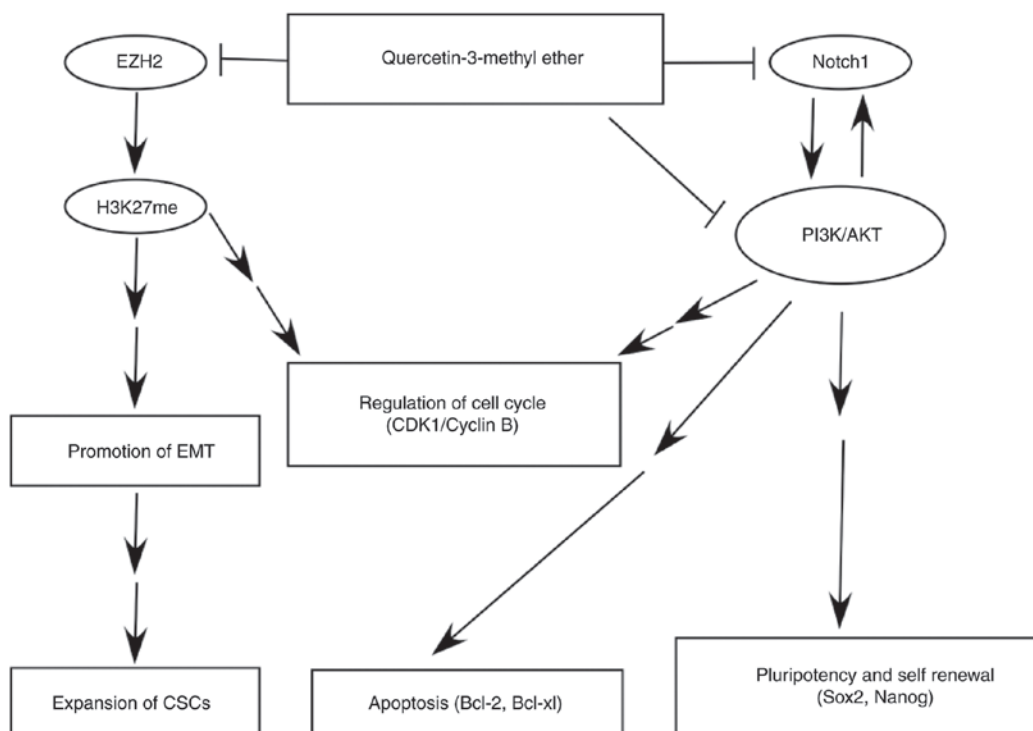 EZH2
Quercetin-3-methyl ether
Notch1
H3K27me
PI3K/AKT
Regulation of cell cycle
(CDK1/Cyclin B)
Promotion of EMT
Expansion of CSCs
Apoptosis (Bcl-2, Bcl-xl)
Pluripotency and self renewal
(Sox2, Nanog)